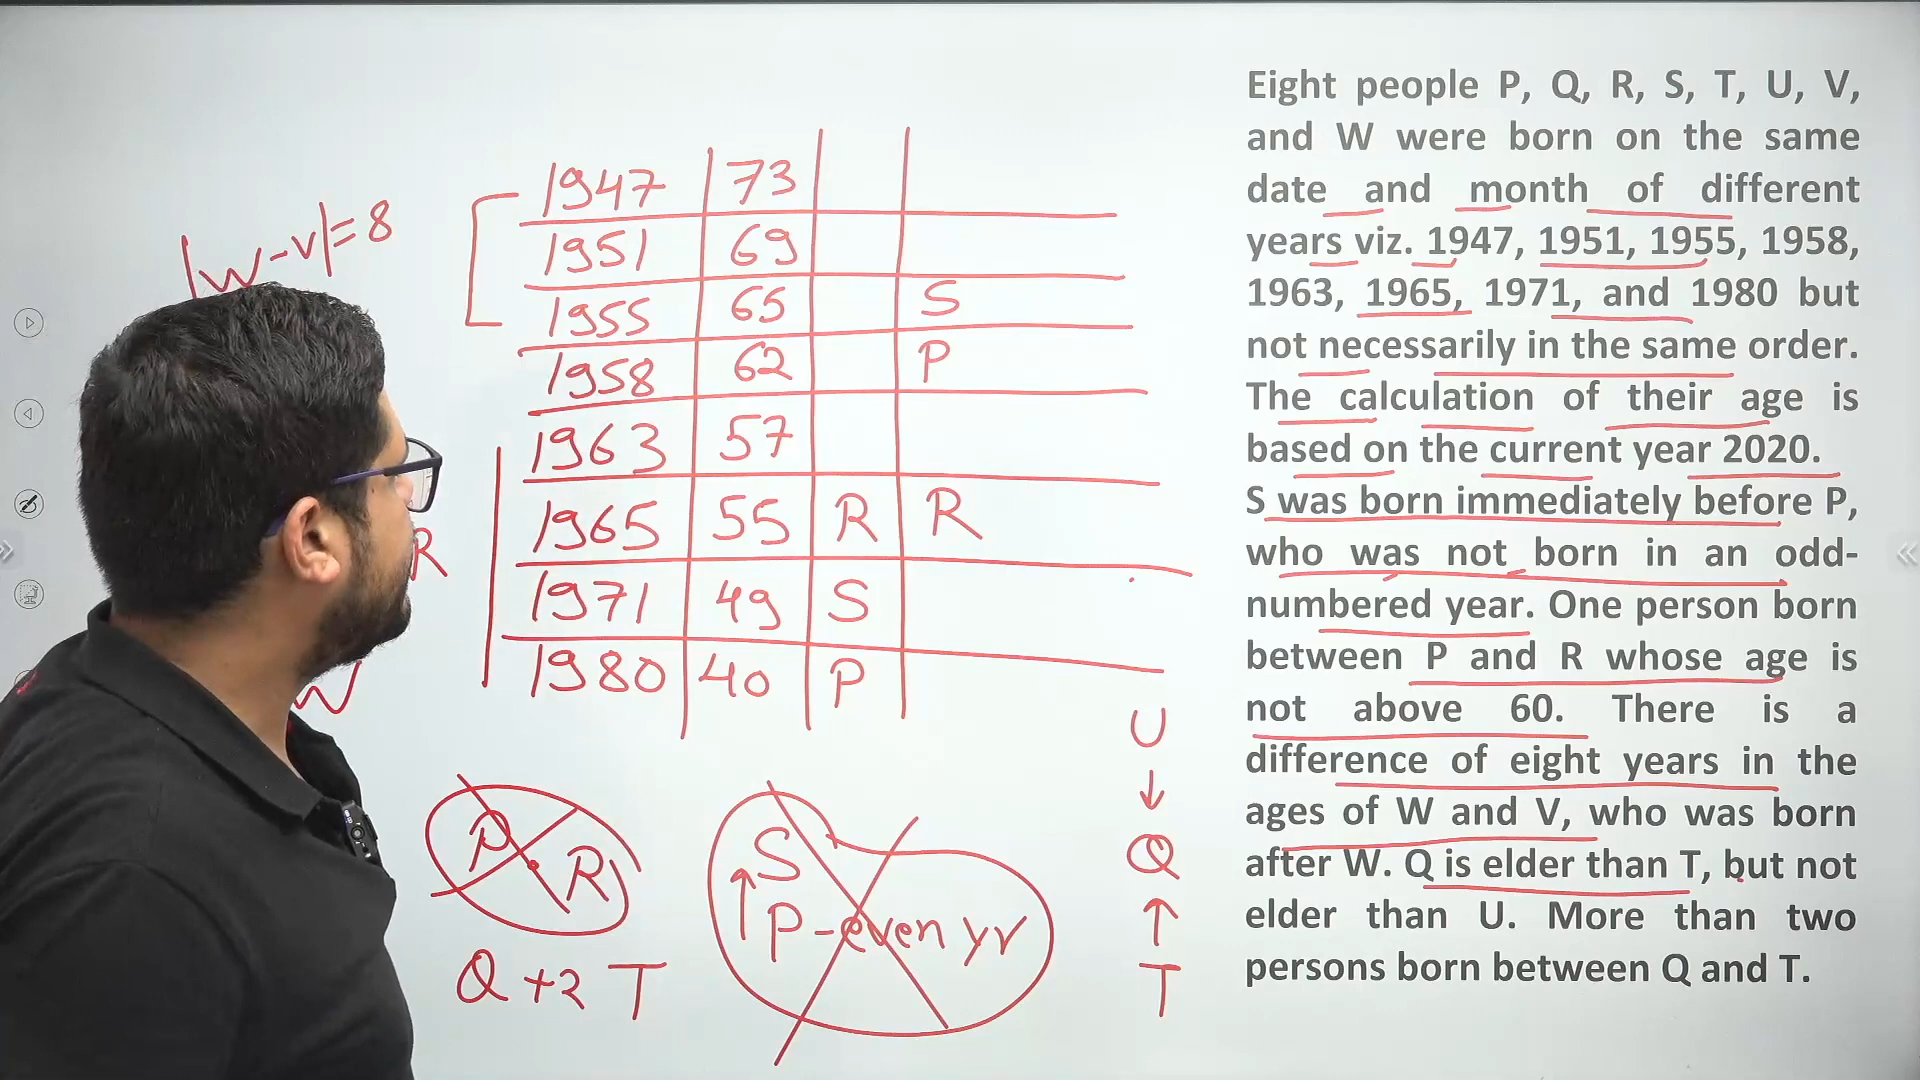 Eight people P, Q, R, S, T, U, V,
and W were born on the same
date and month of different
years viz. 1947, 1951, 1955, 1958,
1963, 1965, 1971, and 1980 but
not necessarily in the same order.
The calculation of their age is
based on the current year 2020.
S was born immediately before P,
who was not born in an odd-
numbered year. One person born
between P and R whose age is
not above 60. There is a
difference of eight years in the
ages of W and V, who was born
after W. Q is elder than T, but not
elder than U. More than two
persons born between Q and T.
|W-V|=8
1947 73
1951 69
1955 65 S
1958 62 P
1963 57
1965 55 R R
1971 49 S
1980 40 P
R
W
P R
Q +2 T
S
↑ P-even yr
U
↓
Q
↑
T